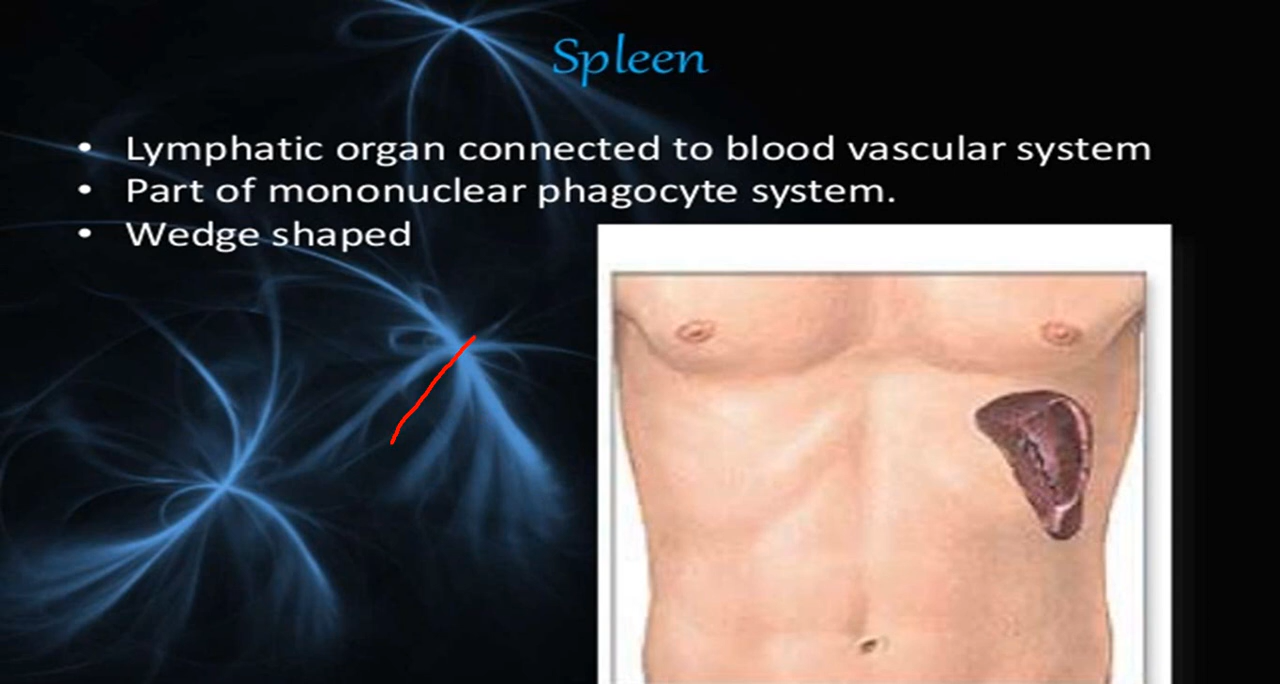 Spleen
• Lymphatic organ connected to blood vascular system
• Part of mononuclear phagocyte system.
• Wedge shaped